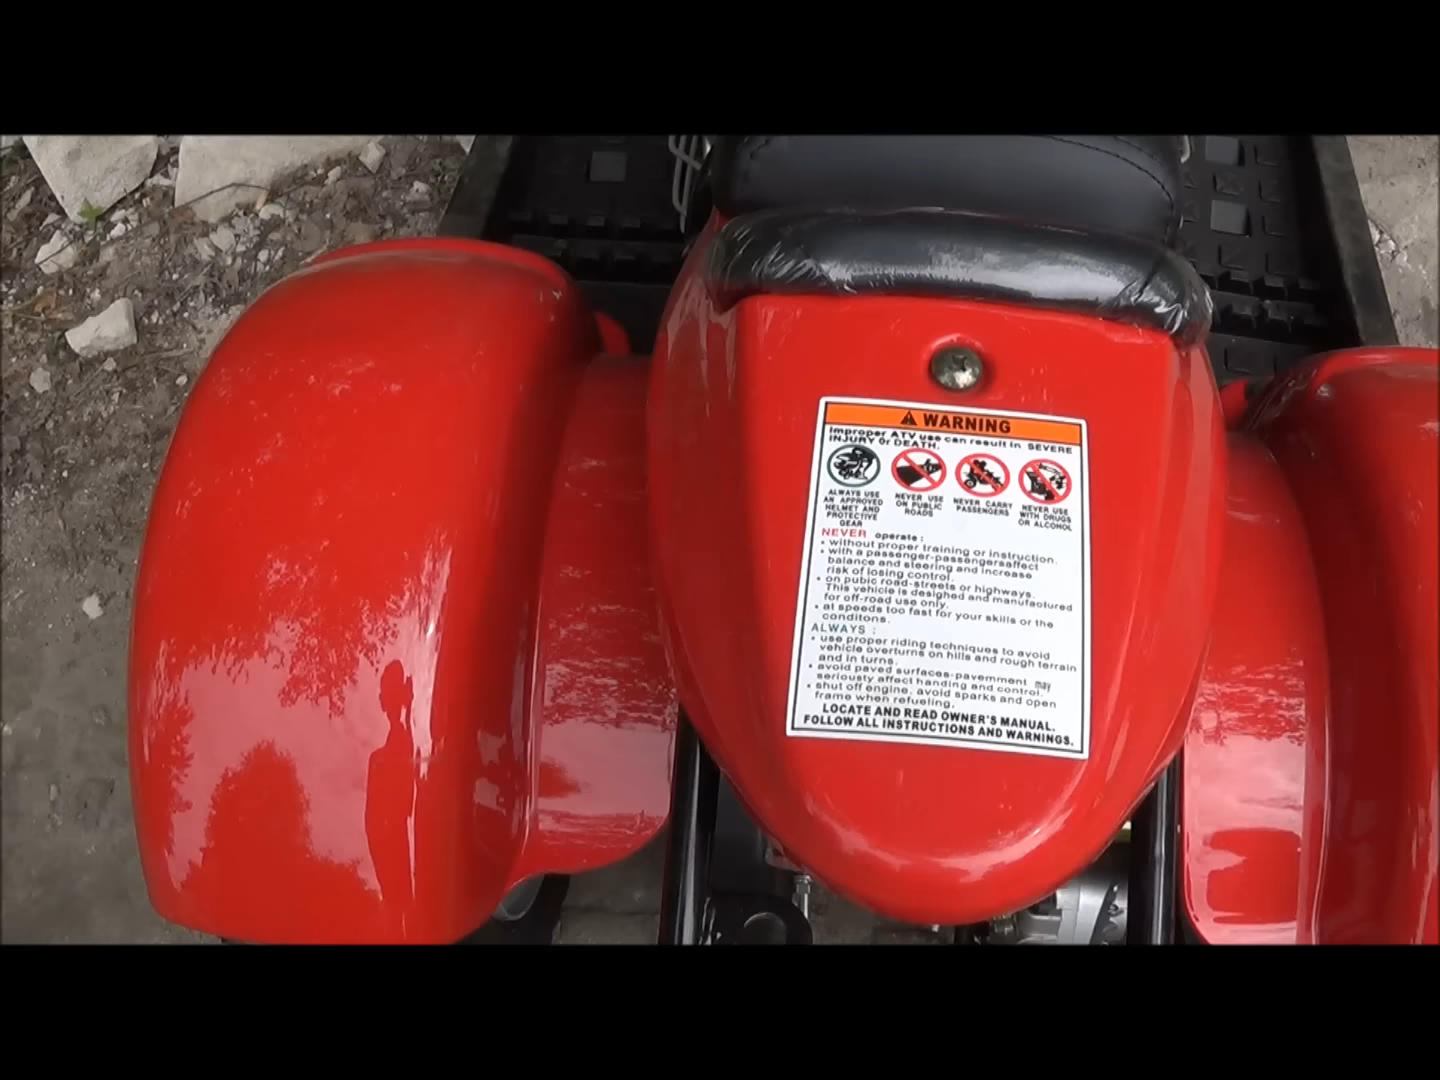 WARNING
Improper ATV use can result in SEVERE
INJURY Or DEATH.
ALWAYS USE
AN APPROVED
HELMET AND
PROTECTIVE
GEAR
NEVER USE
ON PUBLIC
ROADS
NEVER CARRY
PASSENGERS
NEVER USE
WITH DRUGS
OR ALCOHOL
NEVER operate :
• without proper training or instruction.
• with a passenger-passengersaffect
balance and steering and increase
risk of losing control.
• on pubic road-streets or highways.
This vehicle is designed and manufactured
for off-road use only.
• at speeds too fast for your skills or the
conditons.
ALWAYS :
• use proper riding techniques to avoid
vehicle overturns on hills and rough terrain
and in turns.
• avoid paved surfaces-pavemment may
seriousty affect handing and control.
• shut off engine, avoid sparks and open
frame when refueling.
LOCATE AND READ OWNER'S MANUAL.
FOLLOW ALL INSTRUCTIONS AND WARNINGS.